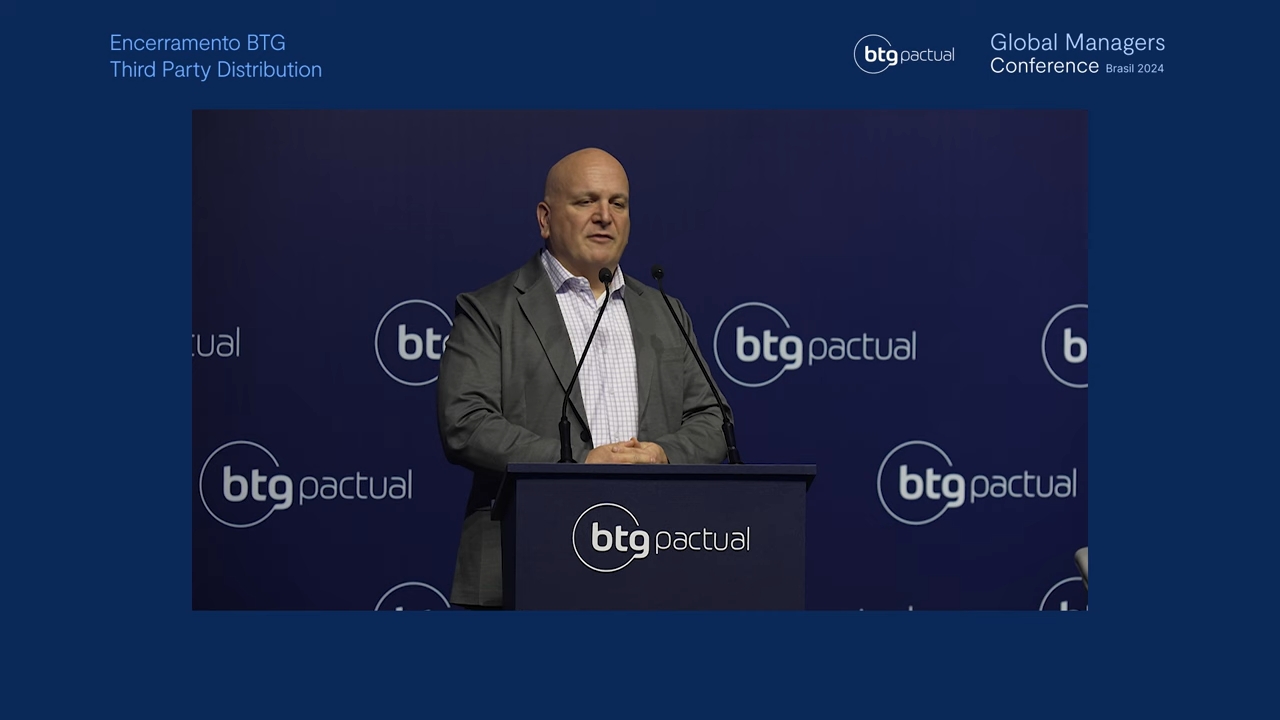 Encerramento BTG
Third Party Distribution
btg pactual
Global Managers
Conference Brasil 2024
ual
btg
btg pactual
b
btg pactual
btg pactual
btg pactual